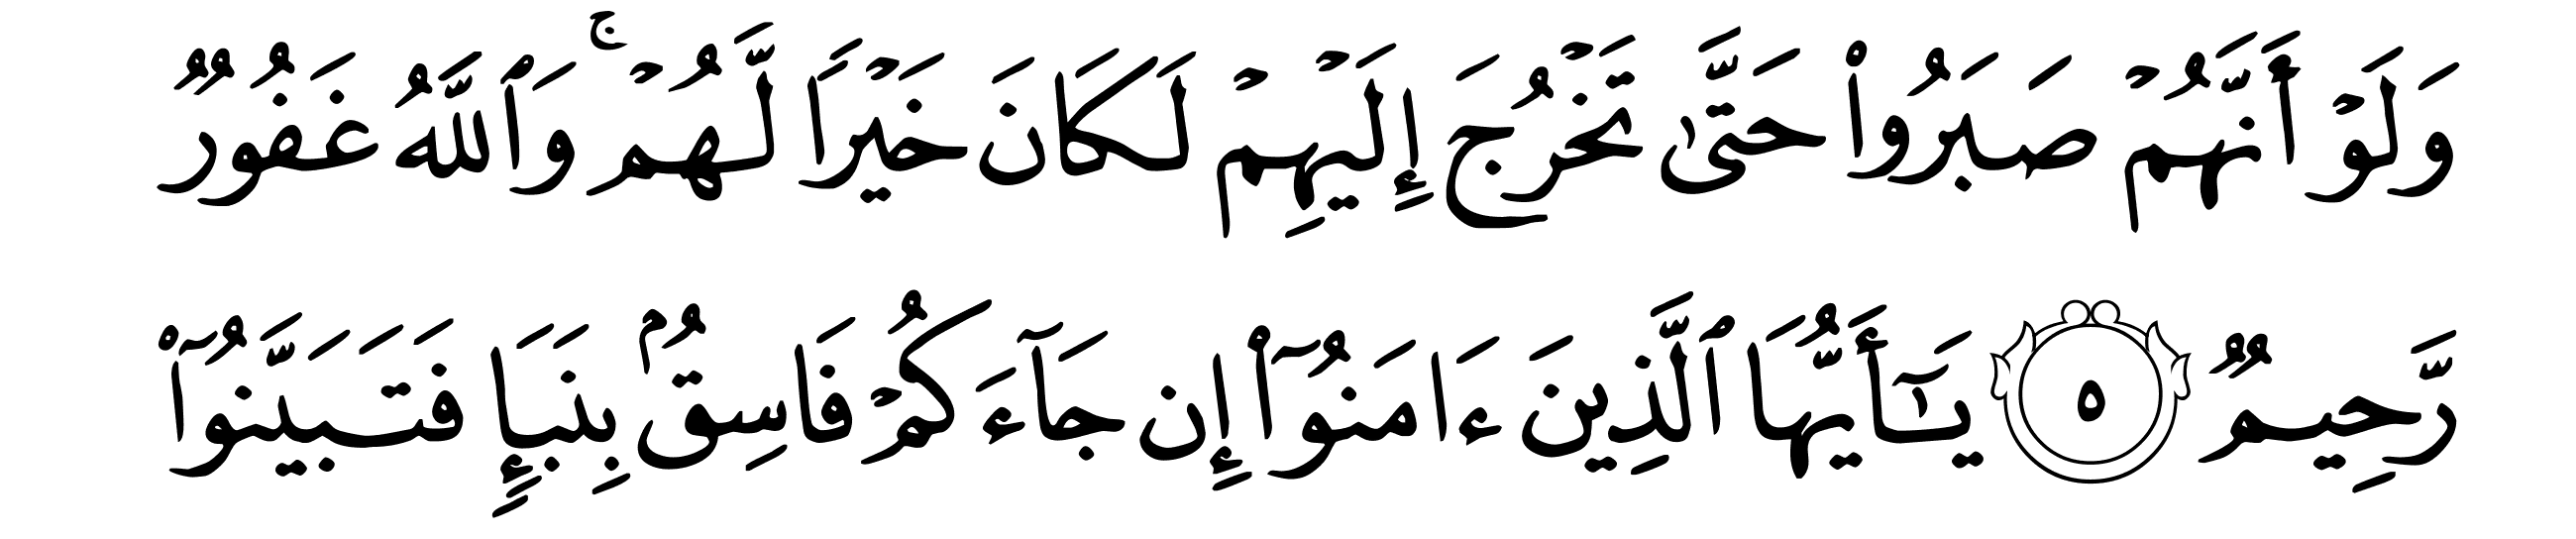 وَلَوۡ أَنَّهُمۡ صَبَرُواْ حَتَّىٰ تَخۡرُجَ إِلَيۡهِمۡ لَكَانَ خَيۡرٗا لَّهُمۡۚ وَٱللَّهُ غَفُورٞ
رَّحِيمٞ ٥ يَٰٓأَيُّهَا ٱلَّذِينَ ءَامَنُوٓاْ إِن جَآءَكُمۡ فَاسِقُۢ بِنَبَإٖ فَتَبَيَّنُوٓاْ